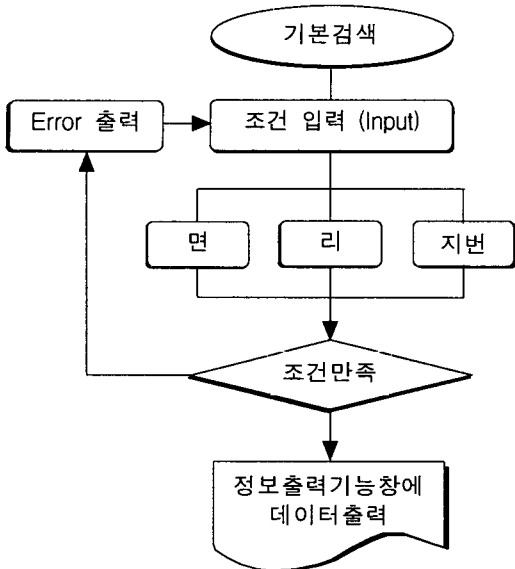 기본검색
Error 출력
조건 입력 (Input)
면
리
지번
조건만족
정보출력기능창에
데이터출력